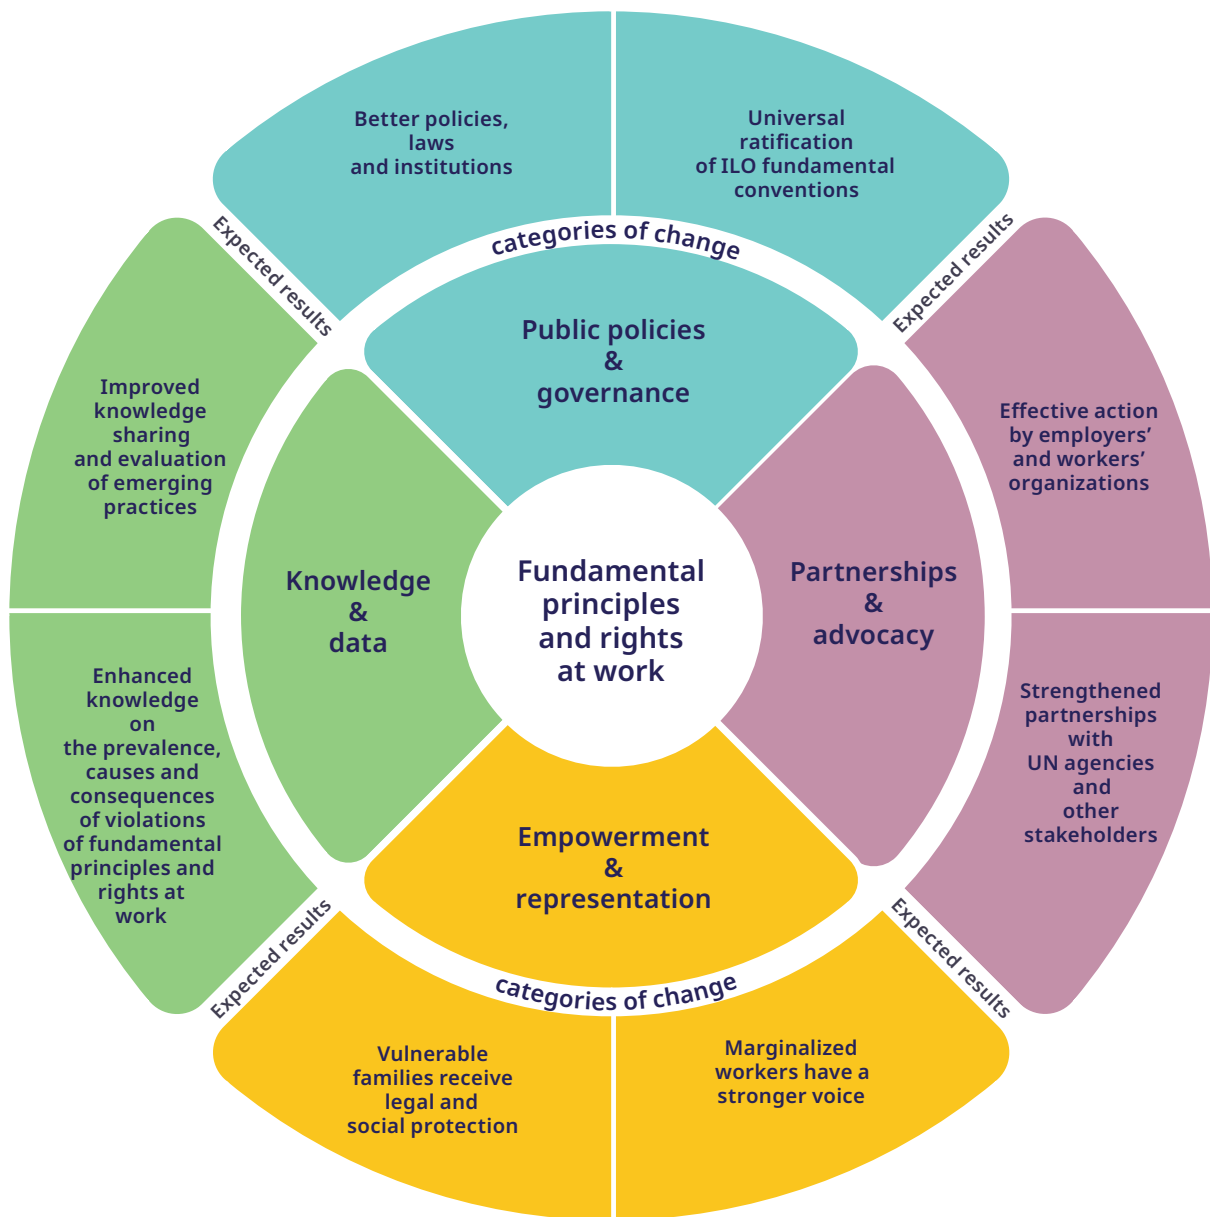 Better policies,
laws
and institutions
Universal
ratification
of ILO fundamental
conventions
categories of change
Expected results
Expected results
Public policies
&
governance
Improved
knowledge
sharing
and evaluation
of emerging
practices
Effective action
by employers’
and workers’
organizations
Knowledge
&
data
Fundamental
principles
and rights
at work
Partnerships
&
advocacy
Enhanced
knowledge
on
the prevalence,
causes and
consequences
of violations
of fundamental
principles and
rights at
work
Strengthened
partnerships
with
UN agencies
and
other
stakeholders
Empowerment
&
representation
Expected results
Expected results
categories of change
Vulnerable
families receive
legal and
social protection
Marginalized
workers have a
stronger voice